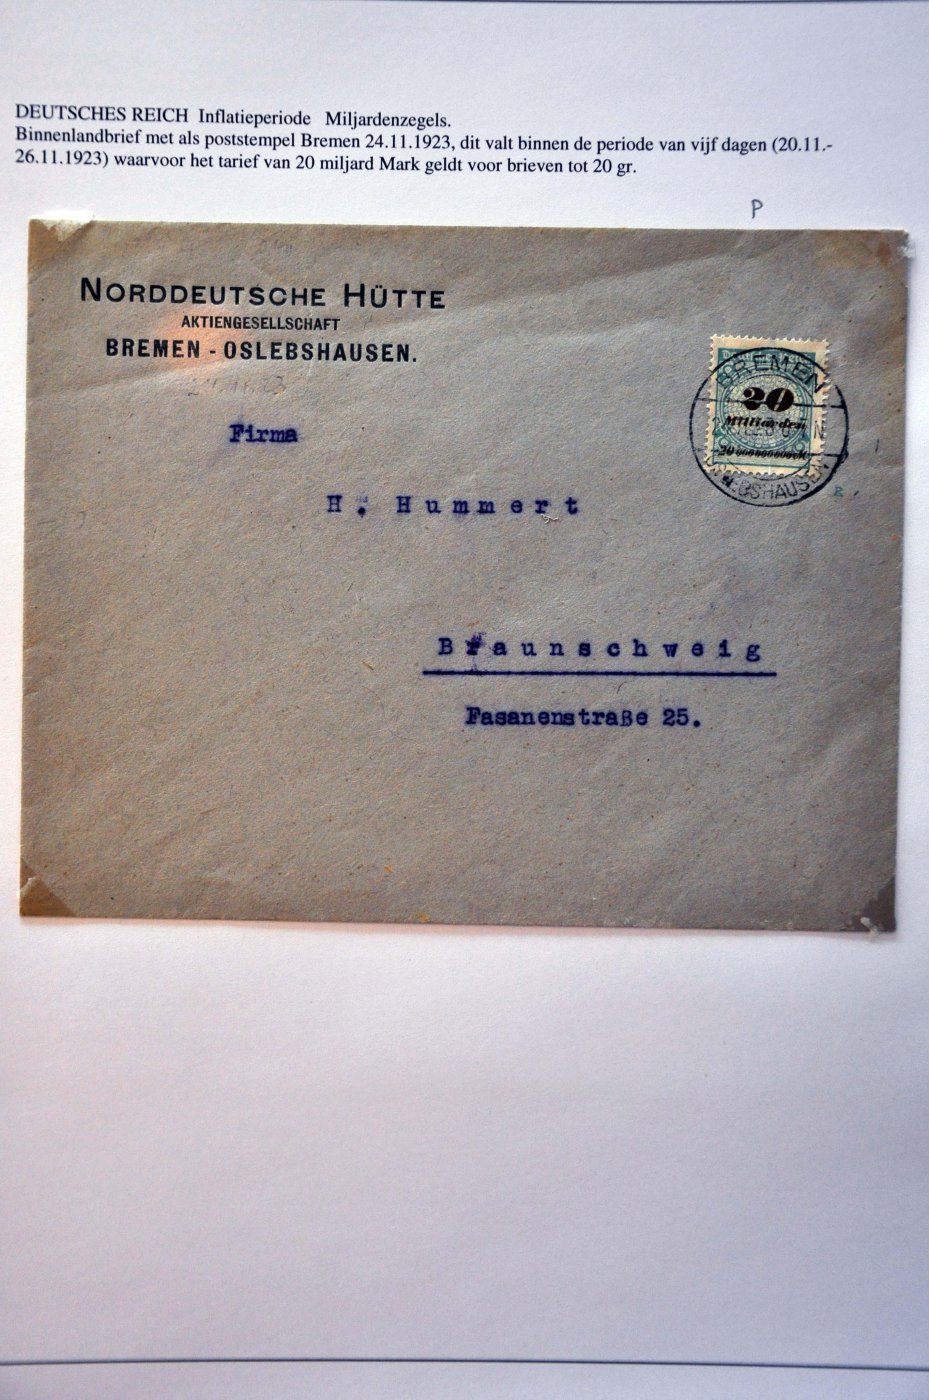 DEUTSCHES REICH Inflatieperiode Miljardenzegels.
Binnenlandbrief met als poststempel Bremen 24.11.1923, dit valt binnen de periode van vijf dagen (20.11.-
26.11.1923) waarvoor het tarief van 20 miljard Mark geldt voor brieven tot 20 gr.
P
NORDDEUTSCHE HÜTTE
AKTIENGESELLSCHAFT
BREMEN - OSLEBSHAUSEN.
BREMEN
20
Milliarden
Firma
H. Hummert
Braunschweig
Fasanenstraße 25.